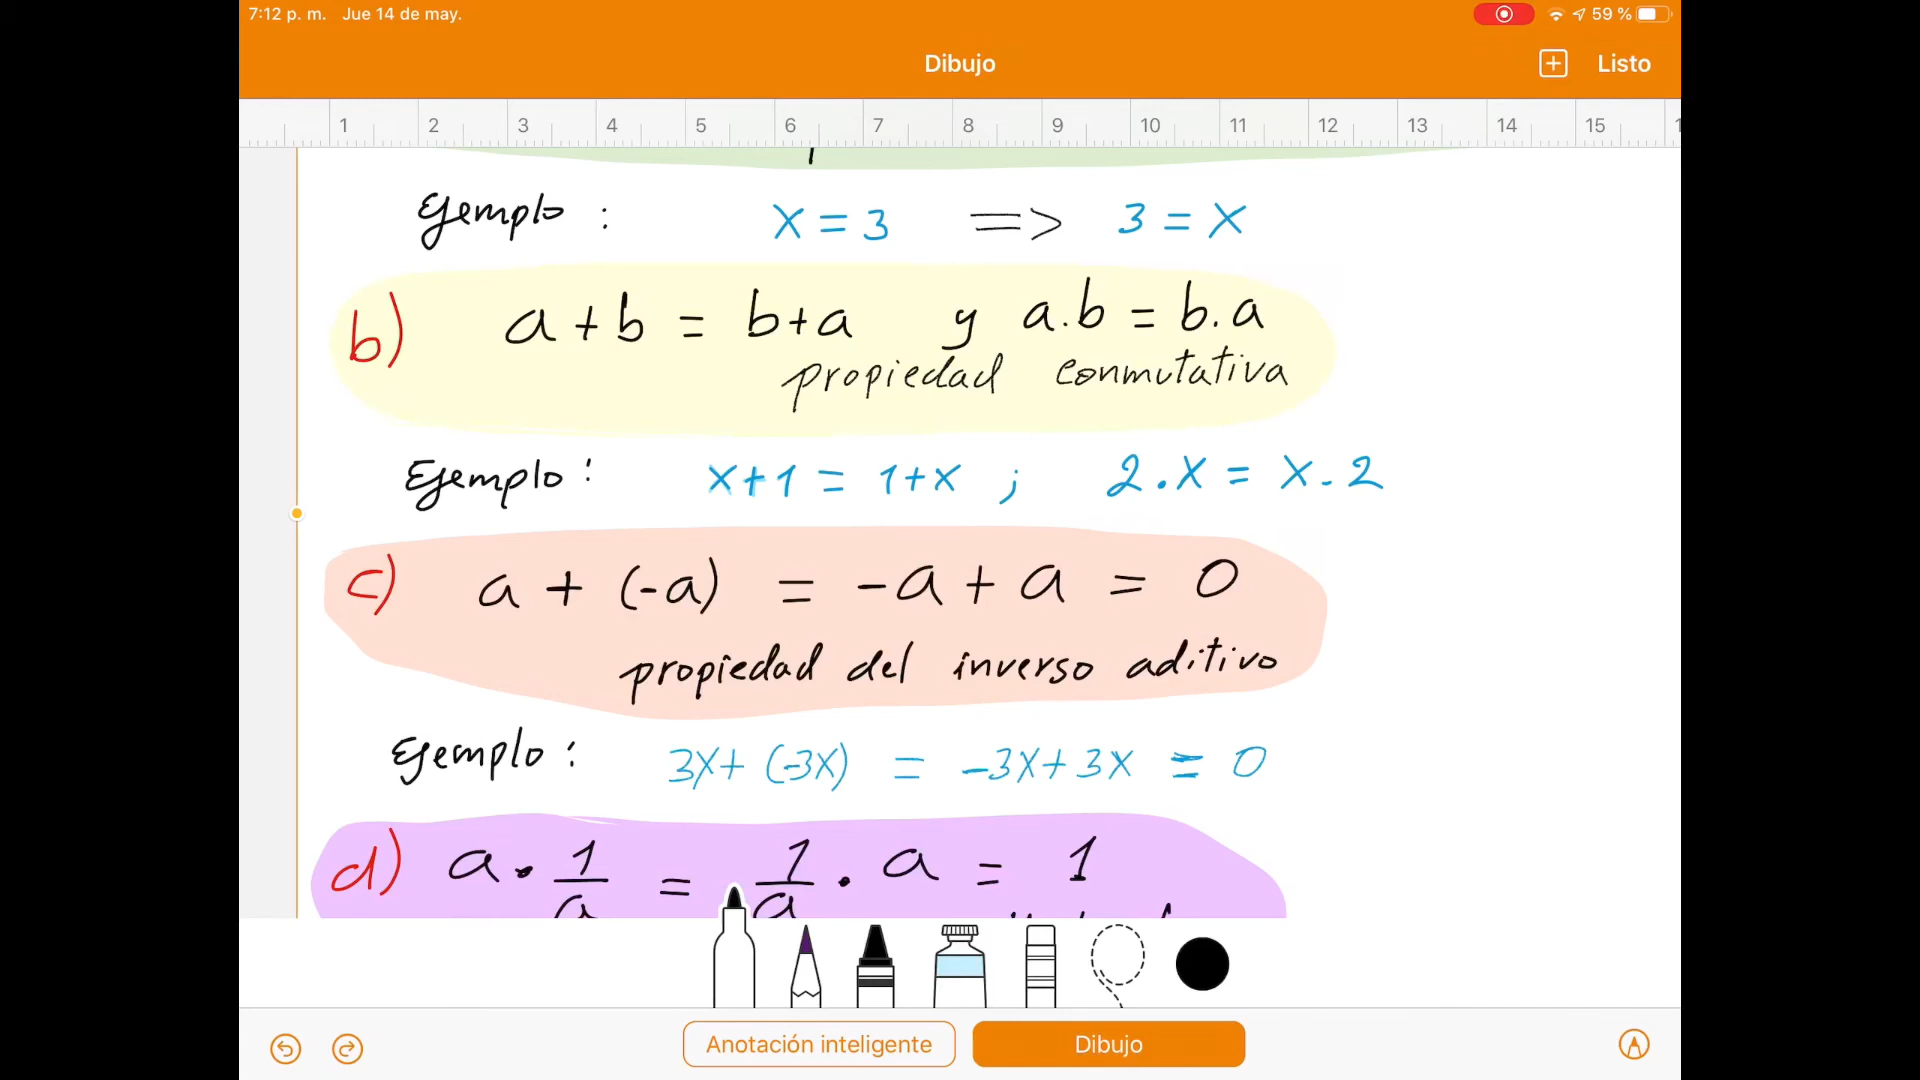 7:12 p. m. Jue 14 de may. 59 %
Dibujo Listo
1 2 3 4 5 6 7 8 9 10 11 12 13 14 15
Ejemplo : x = 3 => 3 = x
b) a + b = b + a y a.b = b.a
propiedad conmutativa
Ejemplo : x+1 = 1+x ; 2.x = x.2
c) a + (-a) = -a + a = 0
propiedad del inverso aditivo
Ejemplo : 3x+ (-3x) = -3x+3x = 0
d) a . 1/a = 1/a . a = 1
Anotación inteligente Dibujo